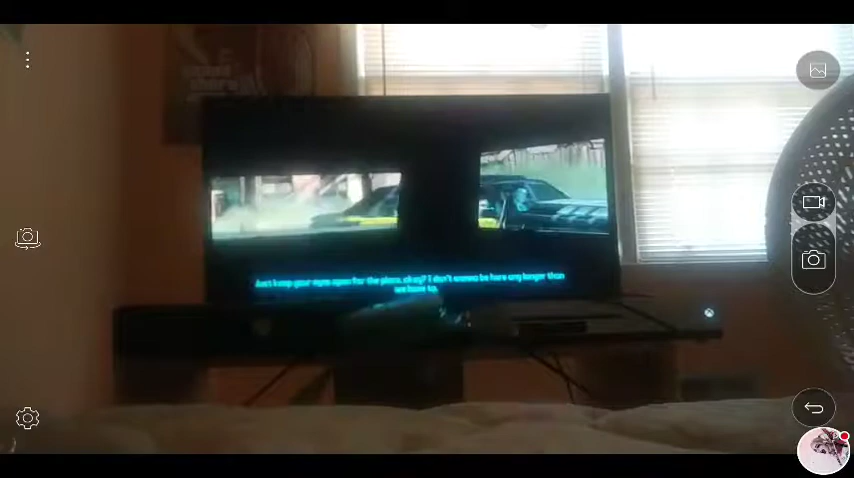 Just keep your eyes open for the place, okay? I don't wanna be here any longer than
we have to.